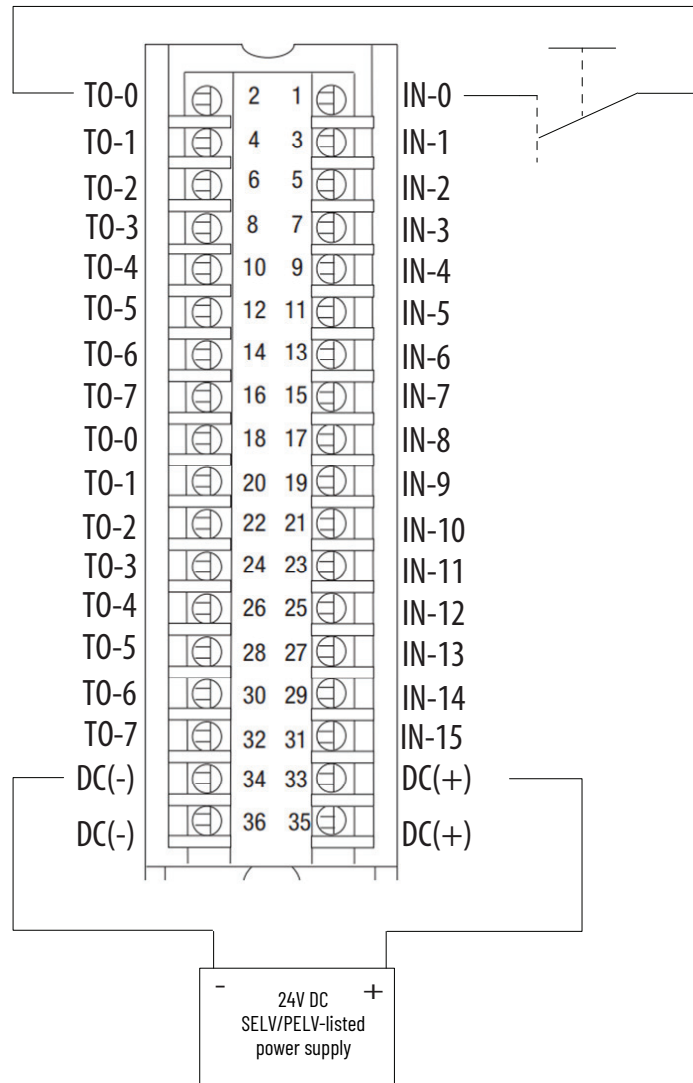 TO-0 2 1 IN-0
TO-1 4 3 IN-1
TO-2 6 5 IN-2
TO-3 8 7 IN-3
TO-4 10 9 IN-4
TO-5 12 11 IN-5
TO-6 14 13 IN-6
TO-7 16 15 IN-7
TO-0 18 17 IN-8
TO-1 20 19 IN-9
TO-2 22 21 IN-10
TO-3 24 23 IN-11
TO-4 26 25 IN-12
TO-5 28 27 IN-13
TO-6 30 29 IN-14
TO-7 32 31 IN-15
DC(-) 34 33 DC(+)
DC(-) 36 35 DC(+)
- +
24V DC
SELV/PELV-listed
power supply